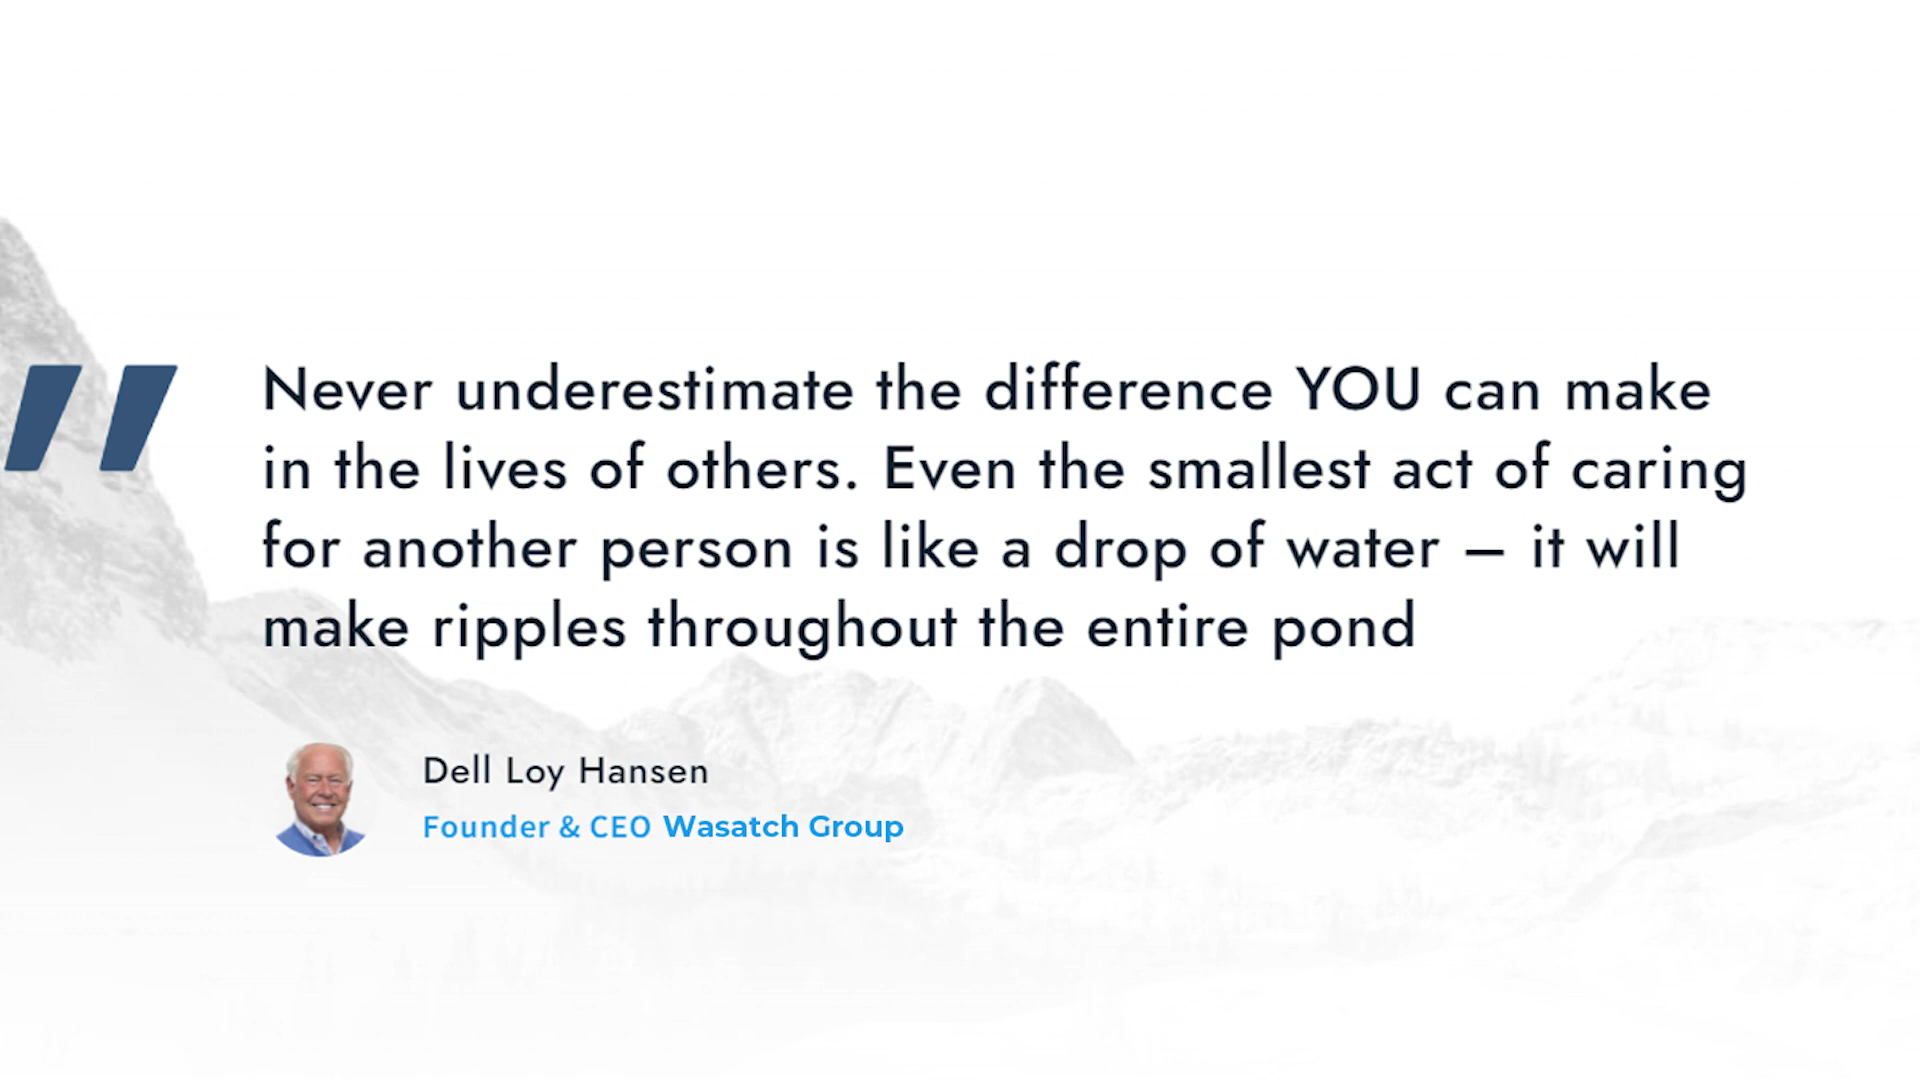 "
Never underestimate the difference YOU can make
in the lives of others. Even the smallest act of caring
for another person is like a drop of water – it will
make ripples throughout the entire pond
Dell Loy Hansen
Founder & CEO Wasatch Group